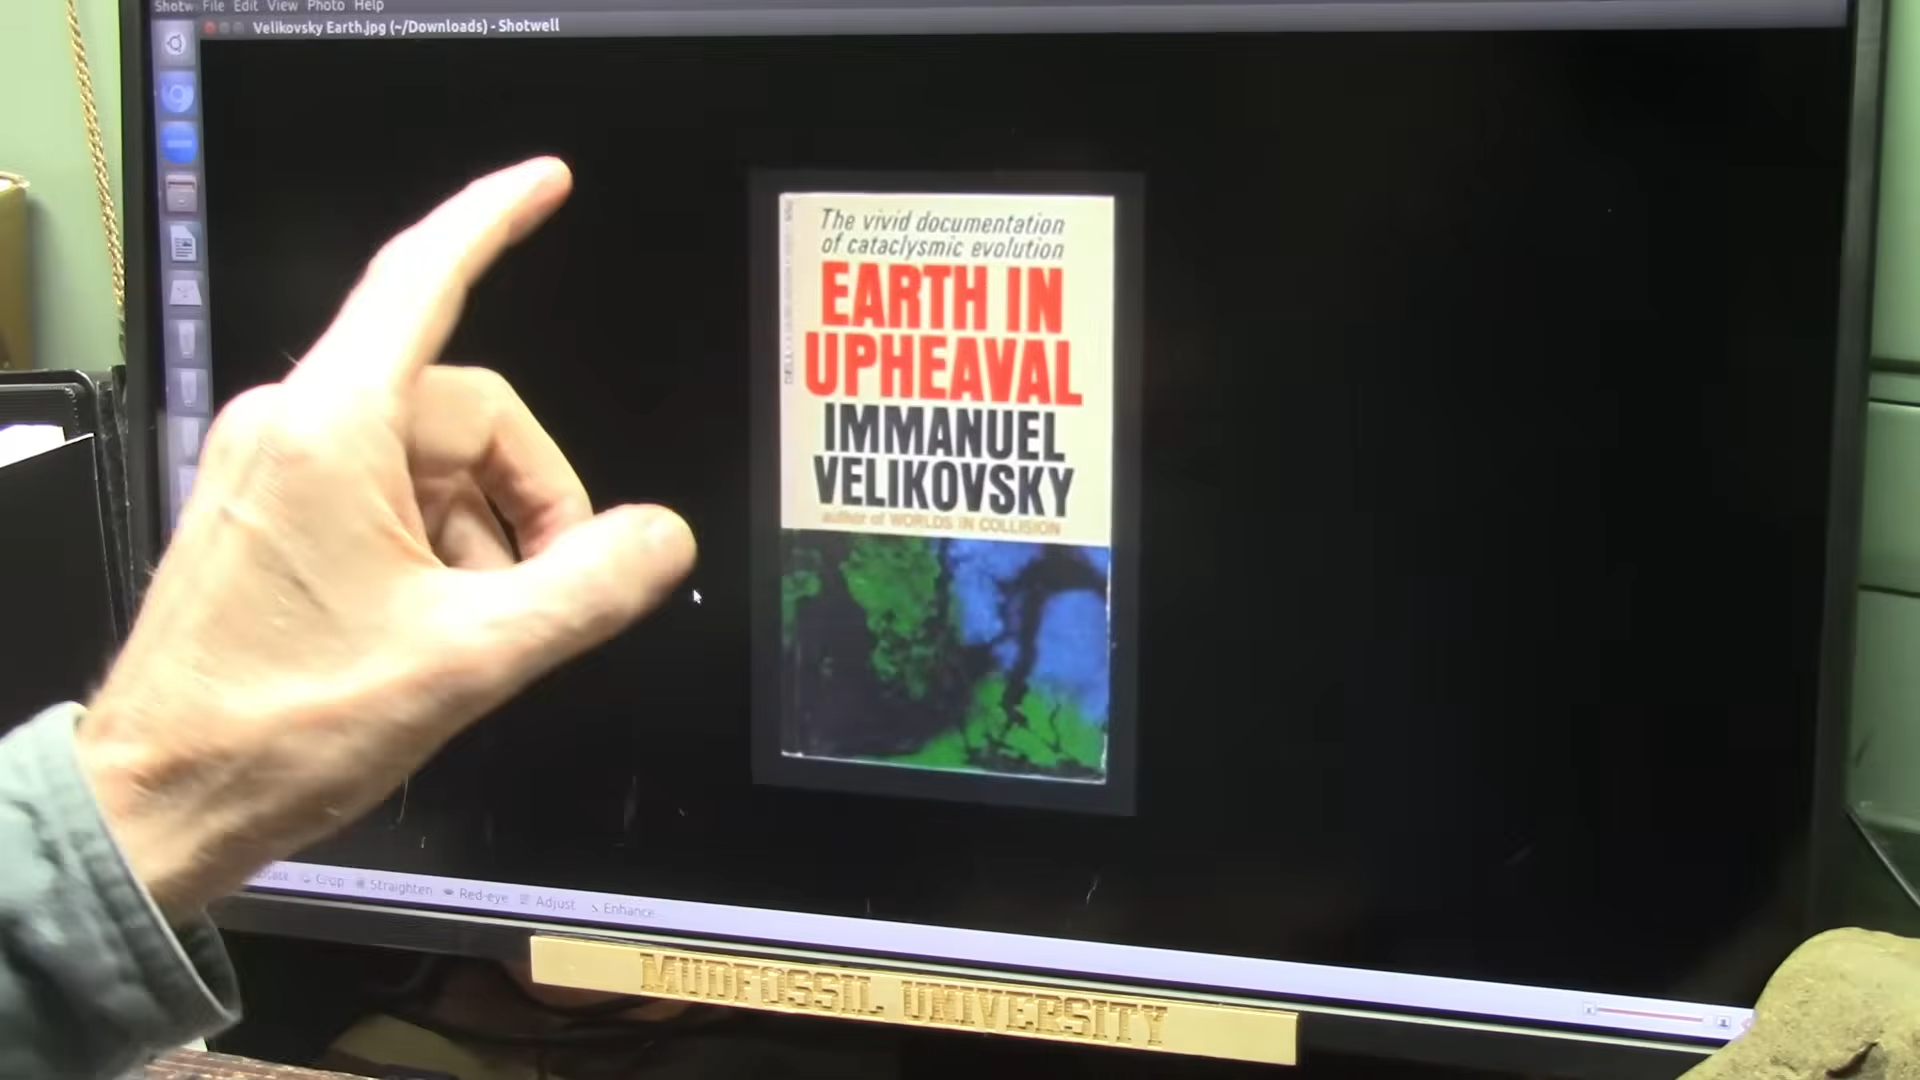 Shotw File Edit View Photo Help
Velikovsky Earth.jpg (~/Downloads) - Shotwell
The vivid documentation
of cataclysmic evolution
EARTH IN
UPHEAVAL
IMMANUEL
VELIKOVSKY
author of WORLDS IN COLLISION
DELL
Crop Straighten Red-eye Adjust Enhance
MUDFOSSIL UNIVERSITY